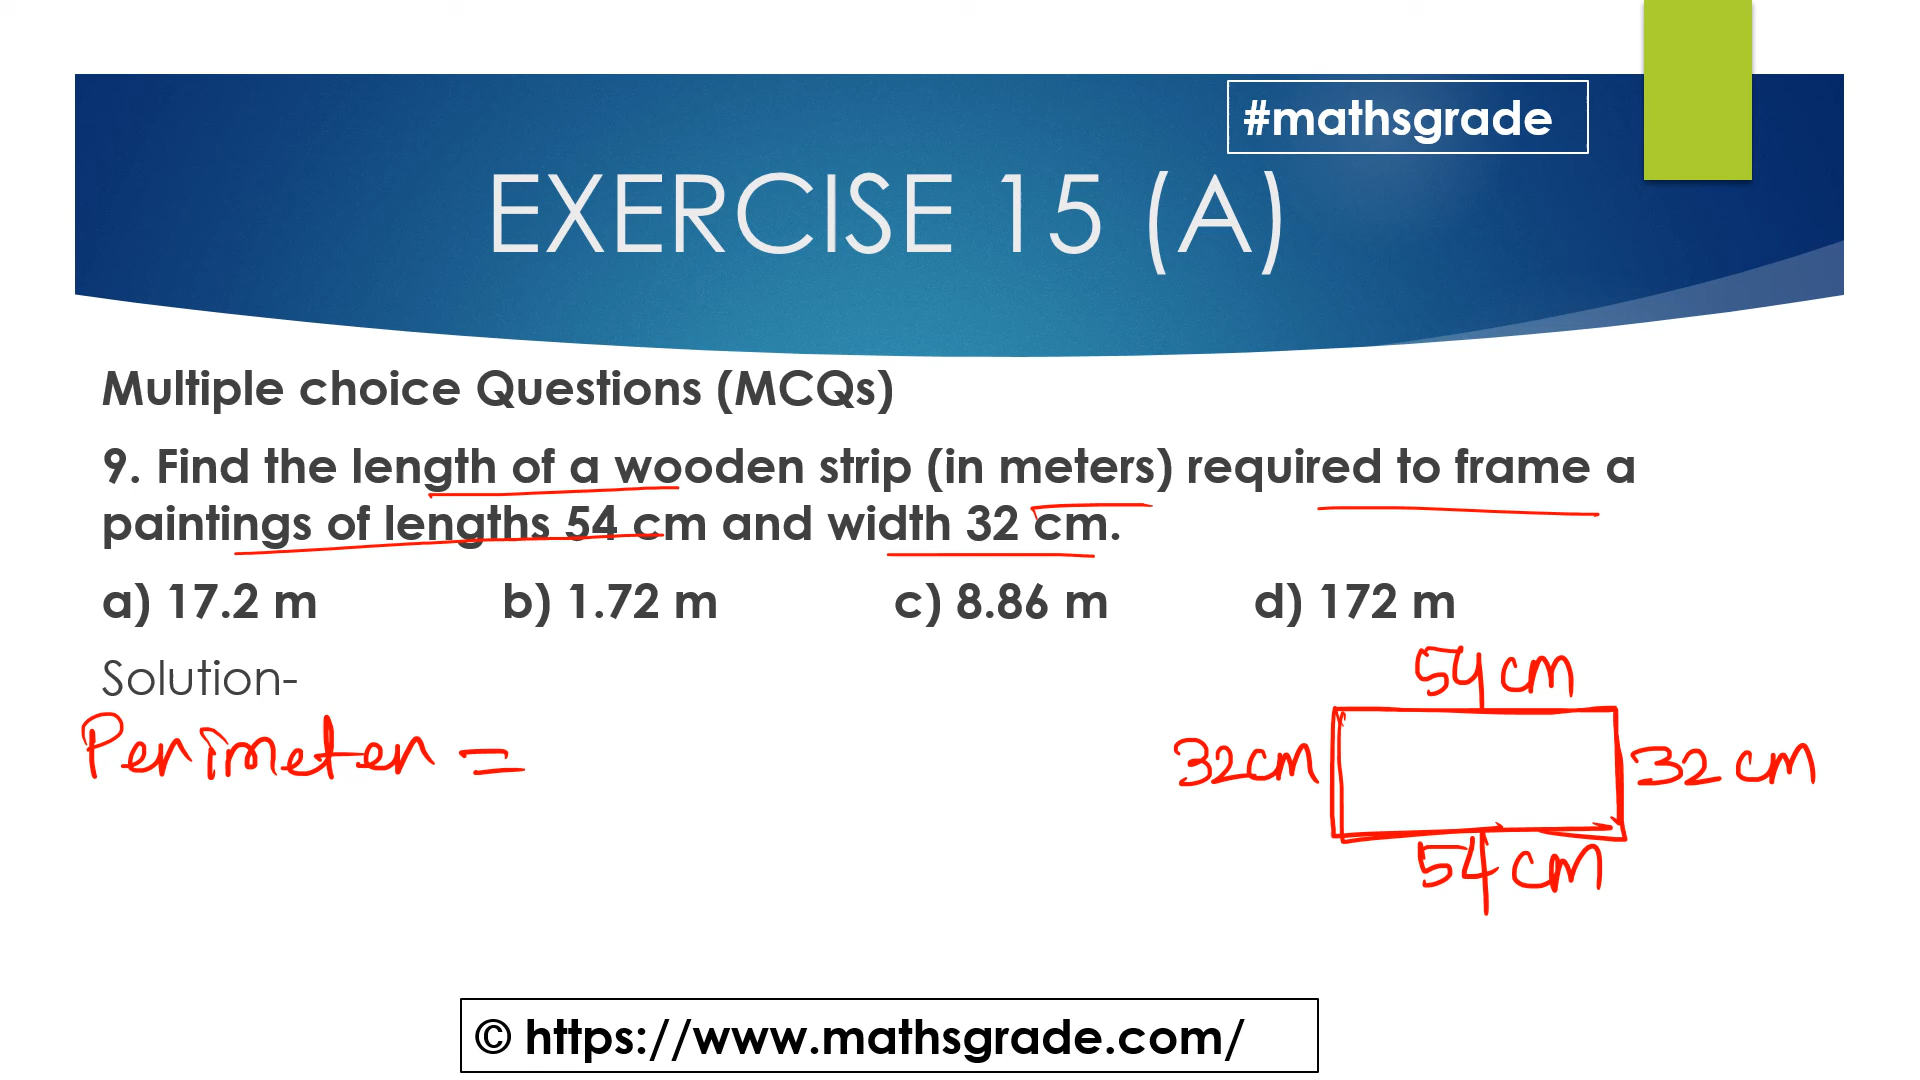 #mathsgrade
EXERCISE 15 (A)
Multiple choice Questions (MCQs)
9. Find the length of a wooden strip (in meters) required to frame a
paintings of lengths 54 cm and width 32 cm.
a) 17.2 m b) 1.72 m c) 8.86 m d) 172 m
Solution-
54 cm
Perimeter =
32 cm 32 cm
54 cm
© https://www.mathsgrade.com/